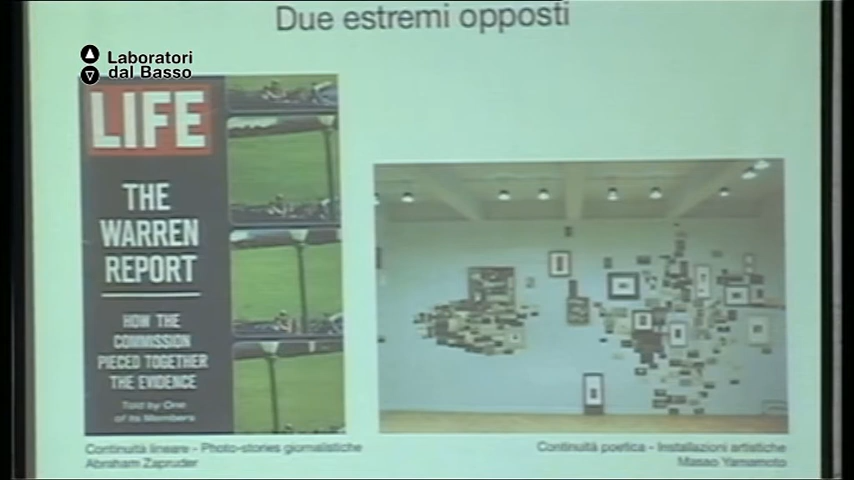 Due estremi opposti
Laboratori
dal Basso
LIFE
THE
WARREN
REPORT
HOW THE
COMMISSION
PIECED TOGETHER
THE EVIDENCE
Told by One
of its Members
Continuità lineare - Photo-stories giornalistiche
Abraham Zapruder
Continuità poetica - Installazioni artistiche
Masao Yamamoto